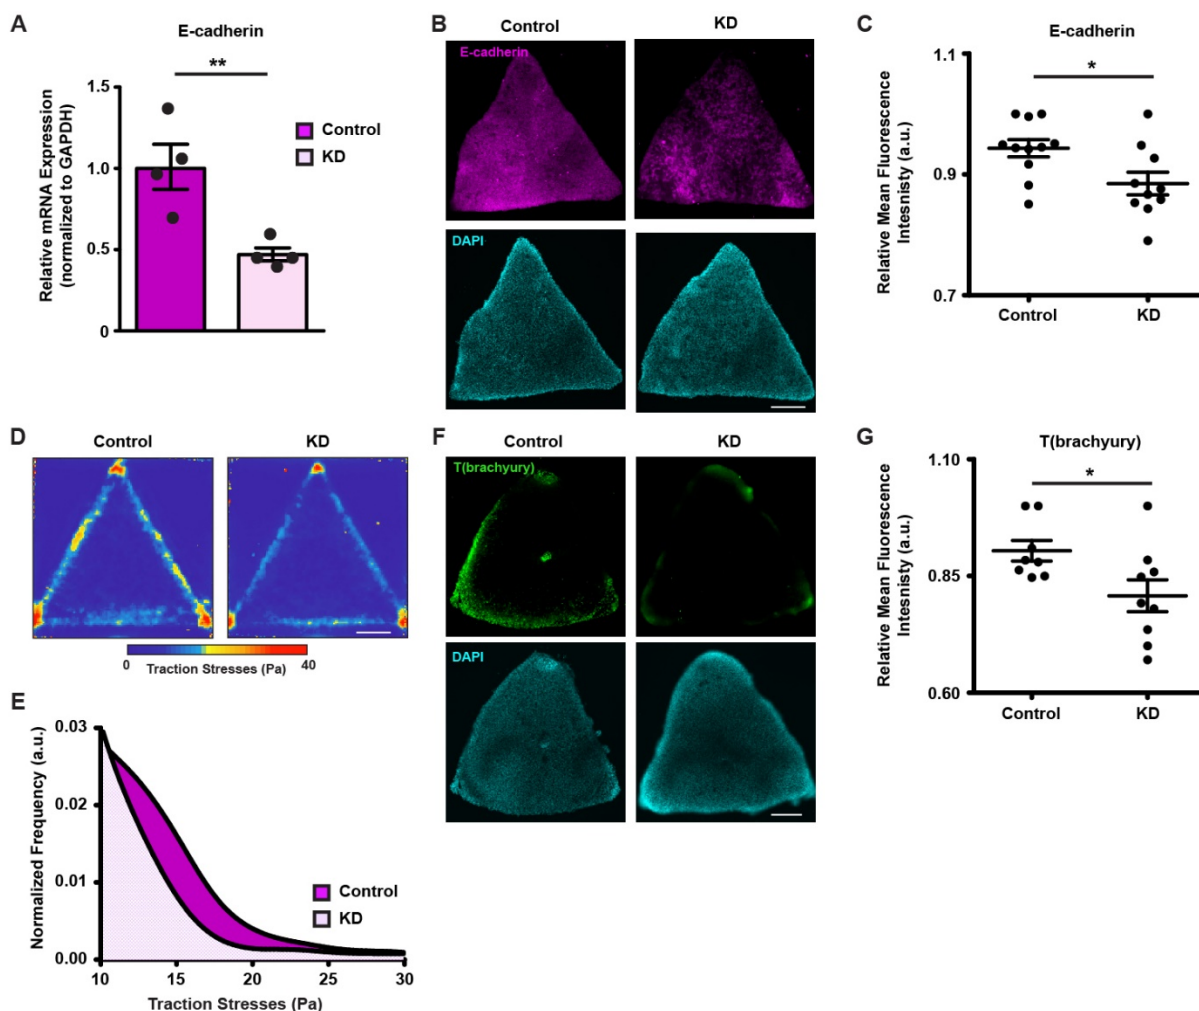 A
E-cadherin
**
Relative mRNA Expression
(normalized to GAPDH)
1.5
1.0
0.5
0
Control
KD
B
Control
KD
E-cadherin
DAPI
C
E-cadherin
*
Relative Mean Fluorescence
Intesnisty (a.u.)
1.1
0.9
0.7
Control
KD
D
Control
KD
0
40
Traction Stresses (Pa)
E
Normalized Frequency (a.u.)
0.03
0.02
0.01
0.00
10
15
20
25
30
Traction Stresses (Pa)
Control
KD
F
Control
KD
T(brachyury)
DAPI
G
T(brachyury)
*
Relative Mean Fluorescence
Intesnisty (a.u.)
1.10
0.85
0.60
Control
KD